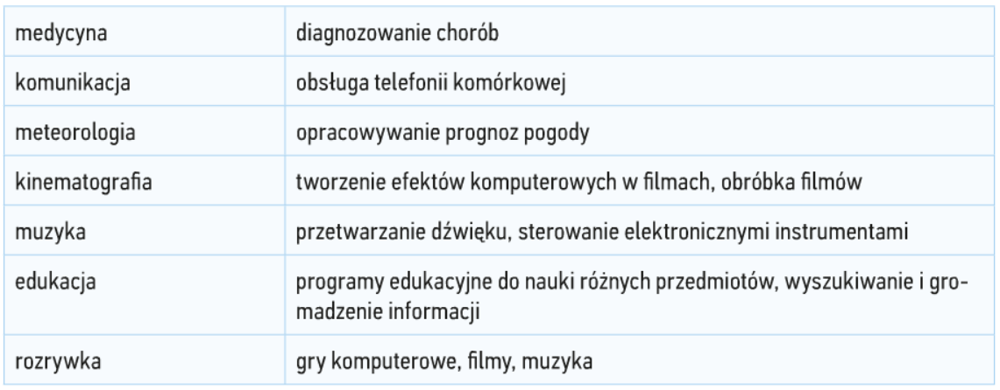 medycyna diagnozowanie chorób
komunikacja obsługa telefonii komórkowej
meteorologia opracowywanie prognoz pogody
kinematografia tworzenie efektów komputerowych w filmach, obróbka filmów
muzyka przetwarzanie dźwięku, sterowanie elektronicznymi instrumentami
edukacja programy edukacyjne do nauki różnych przedmiotów, wyszukiwanie i gro-
madzenie informacji
rozrywka gry komputerowe, filmy, muzyka